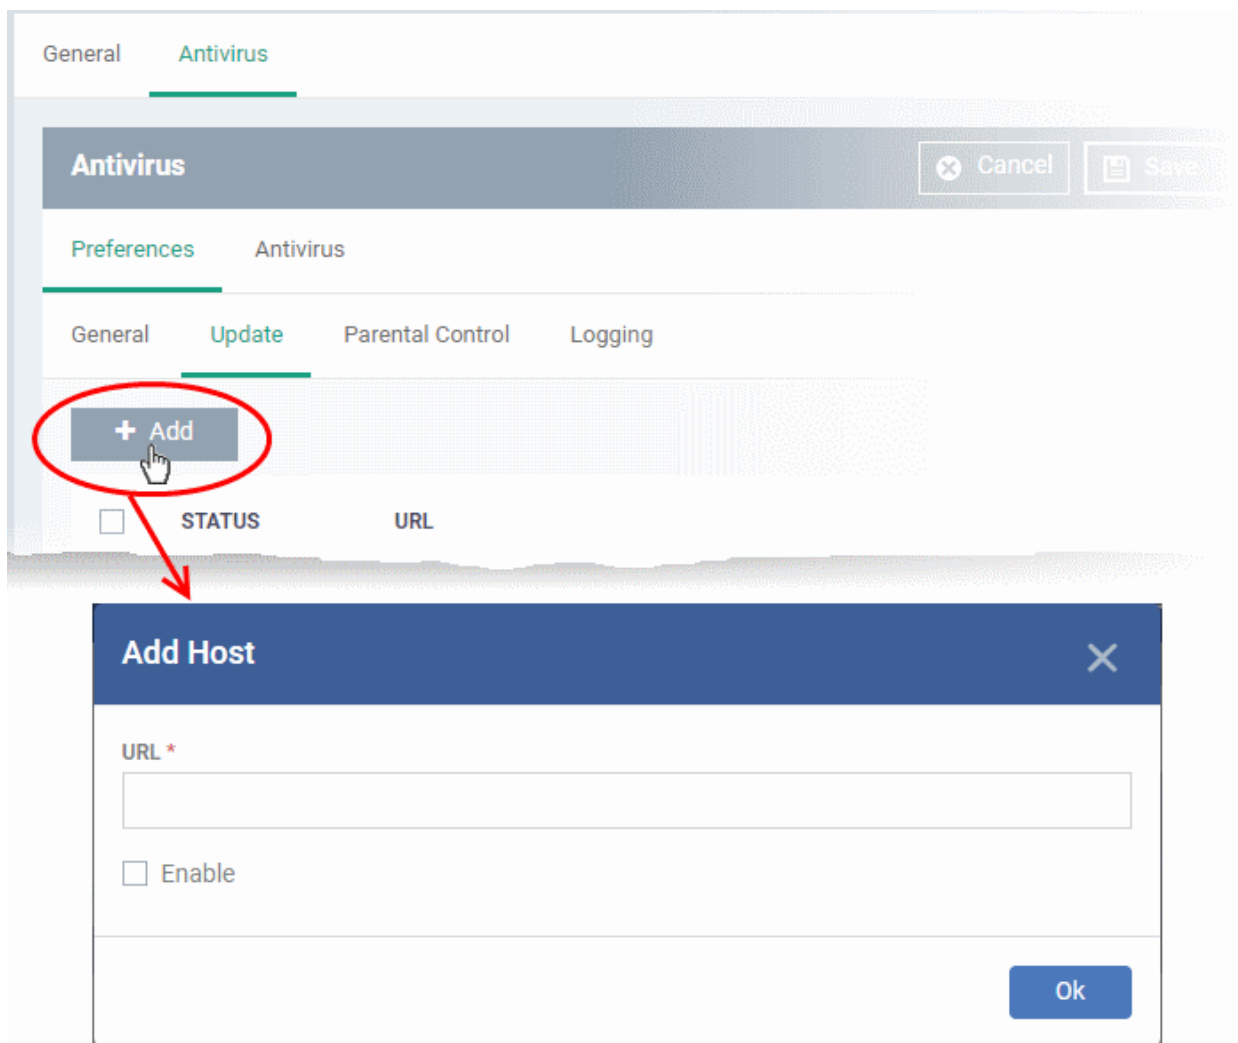 General Antivirus
Antivirus Cancel Save
Preferences Antivirus
General Update Parental Control Logging
+ Add
STATUS URL
Add Host
URL *
Enable
Ok